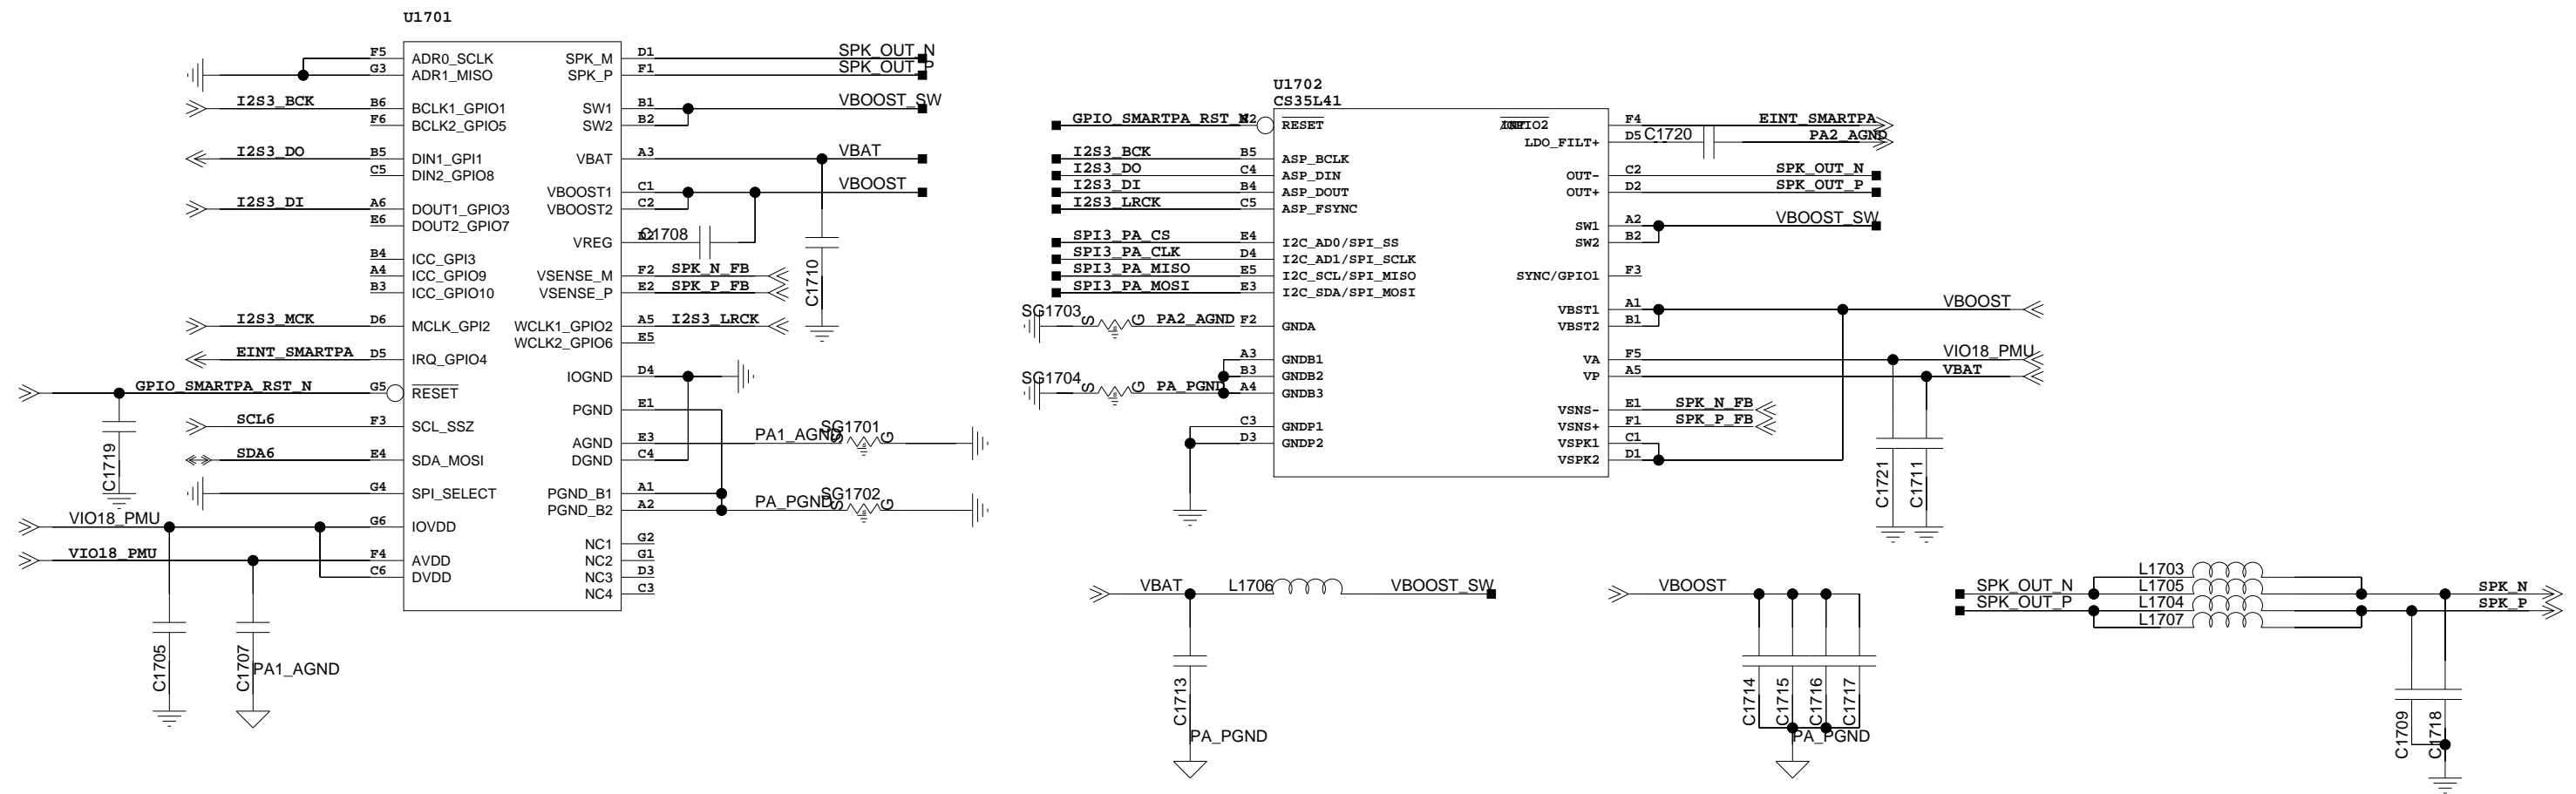 U1701
F5 ADR0_SCLK
G3 ADR1_MISO
I2S3_BCK B6 BCLK1_GPIO1
F6 BCLK2_GPIO5
I2S3_DO B5 DIN1_GPI1
C5 DIN2_GPIO8
I2S3_DI A6 DOUT1_GPIO3
E6 DOUT2_GPIO7
B4 ICC_GPI3
A4 ICC_GPIO9
B3 ICC_GPIO10
I2S3_MCK D6 MCLK_GPI2
EINT_SMARTPA D5 IRQ_GPIO4
GPIO_SMARTPA_RST_N G5 RESET
C1719
SCL6 F3 SCL_SSZ
SDA6 E4 SDA_MOSI
G4 SPI_SELECT
VIO18_PMU G6 IOVDD
VIO18_PMU F4 AVDD
C6 DVDD
C1705
C1707
PA1_AGND
SPK_M D1 SPK_OUT_N
SPK_P F1 SPK_OUT_P
SW1 B1 VBOOST_SW
SW2 B2
VBAT A3 VBAT
VBOOST1 C1 VBOOST
VBOOST2 C2
VREG D2 C1708
C1710
VSENSE_M F2 SPK_N_FB
VSENSE_P E2 SPK_P_FB
WCLK1_GPIO2 A5 I2S3_LRCK
WCLK2_GPIO6 E5
IOGND D4
PGND E1
AGND E3 PA1_AGND SG1701 S G
DGND C4
PGND_B1 A1
PGND_B2 A2 PA_PGND SG1702 S G
NC1 G2
NC2 G1
NC3 D3
NC4 C3
U1702
CS35L41
GPIO_SMARTPA_RST_N E2 RESET
I2S3_BCK B5 ASP_BCLK
I2S3_DO C4 ASP_DIN
I2S3_DI B4 ASP_DOUT
I2S3_LRCK C5 ASP_FSYNC
SPI3_PA_CS E4 I2C_AD0/SPI_SS
SPI3_PA_CLK D4 I2C_AD1/SPI_SCLK
SPI3_PA_MISO E5 I2C_SCL/SPI_MISO
SPI3_PA_MOSI E3 I2C_SDA/SPI_MOSI
SG1703 S G PA2_AGND F2 GNDA
A3 GNDB1
B3 GNDB2
SG1704 S G PA_PGND A4 GNDB3
C3 GNDP1
D3 GNDP2
F4 EINT_SMARTPA
LDO_FILT+ D5 C1720 PA2_AGND
OUT- C2 SPK_OUT_N
OUT+ D2 SPK_OUT_P
SW1 A2 VBOOST_SW
SW2 B2
SYNC/GPIO1 F3
VBST1 A1 VBOOST
VBST2 B1
VA F5 VIO18_PMU
VP A5 VBAT
VSNS- E1 SPK_N_FB
VSNS+ F1 SPK_P_FB
VSPK1 C1
VSPK2 D1
C1721
C1711
VBAT L1706 VBOOST_SW
C1713
PA_PGND
VBOOST
C1714
C1715
C1716
C1717
PA_PGND
L1703
SPK_OUT_N L1705 SPK_N
SPK_OUT_P L1704 SPK_P
L1707
C1709
C1718